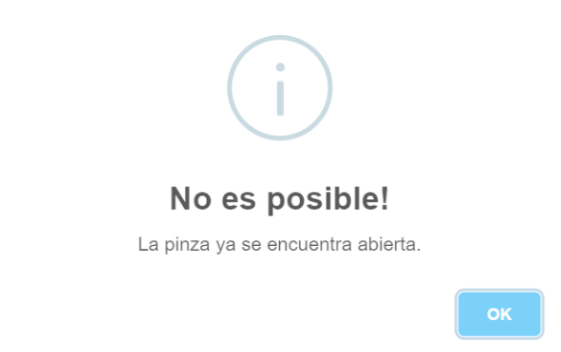 No es posible!
La pinza ya se encuentra abierta.
OK